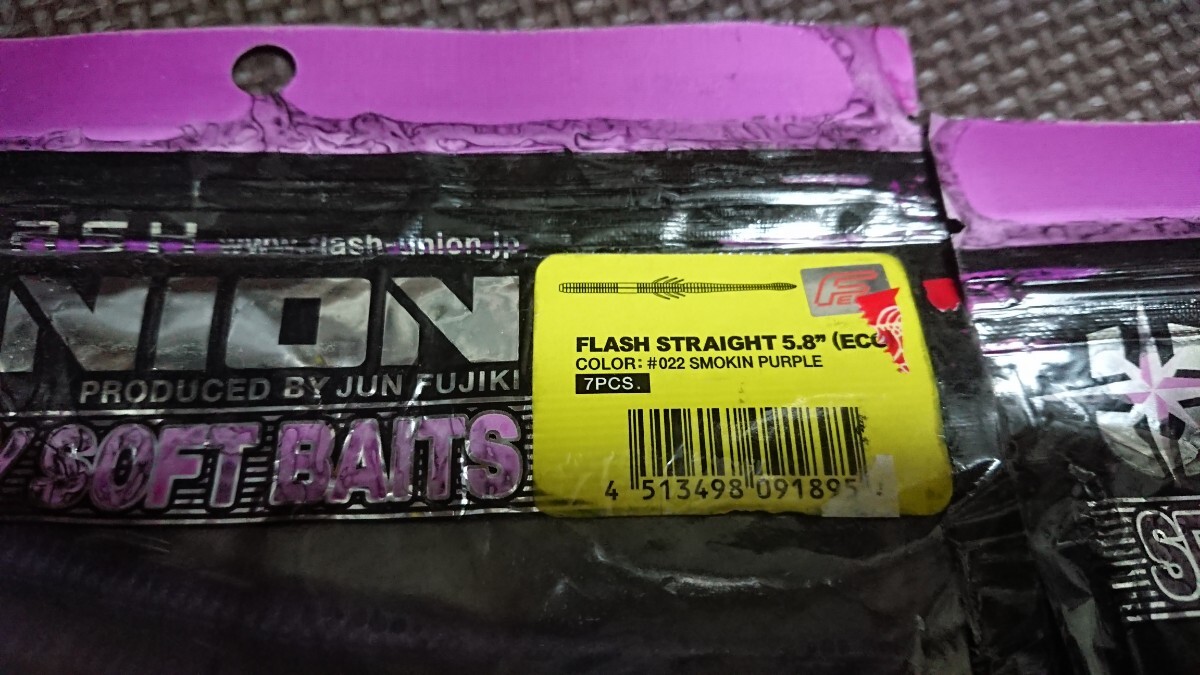 www.flash-union.jp
NION
PRODUCED BY JUN FUJIKI
SOFT BAITS
FLASH STRAIGHT 5.8” (ECO
COLOR: #022 SMOKIN PURPLE
7PCS.
4 513498 091895